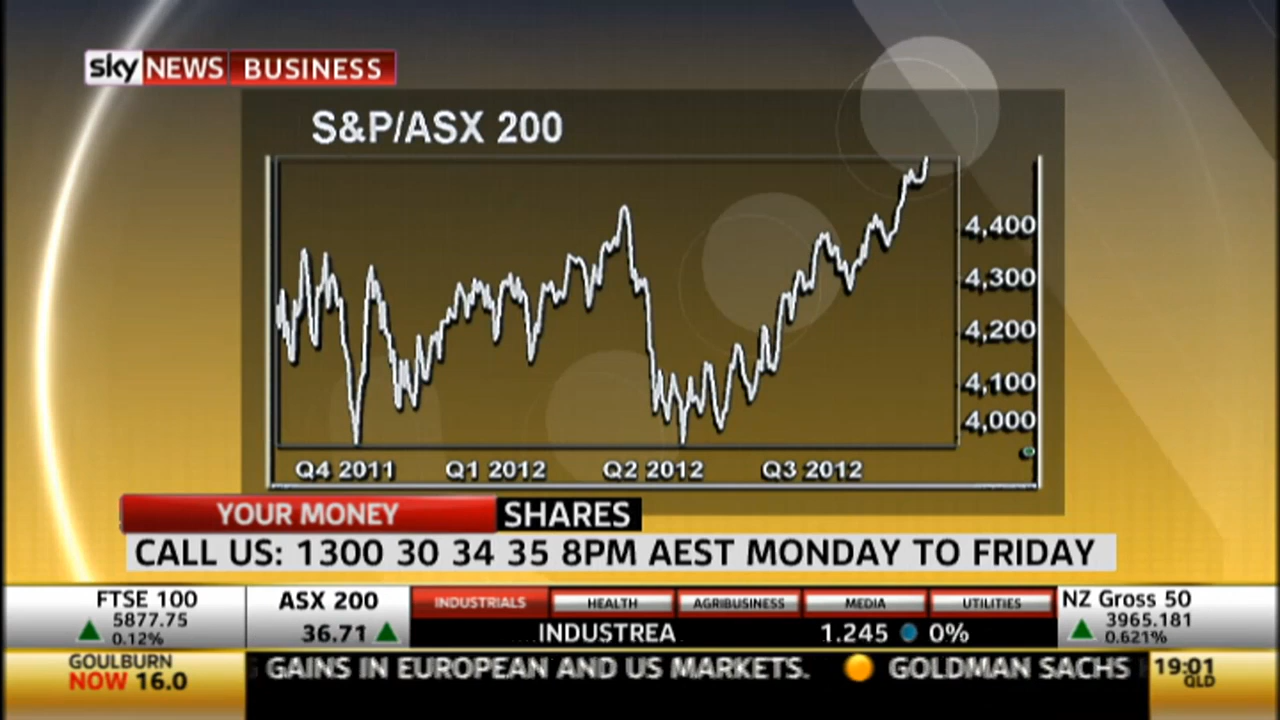 sky NEWS BUSINESS
S&P/ASX 200
4,400
4,300
4,200
4,100
4,000
Q4 2011 Q1 2012 Q2 2012 Q3 2012
YOUR MONEY SHARES
CALL US: 1300 30 34 35 8PM AEST MONDAY TO FRIDAY
FTSE 100
5877.75
0.12%
ASX 200
36.71
INDUSTRIALS HEALTH AGRIBUSINESS MEDIA UTILITIES
INDUSTREA 1.245 0%
NZ Gross 50
3965.181
0.621%
GOULBURN
NOW 16.0
GAINS IN EUROPEAN AND US MARKETS. GOLDMAN SACHS
19:01
QLD